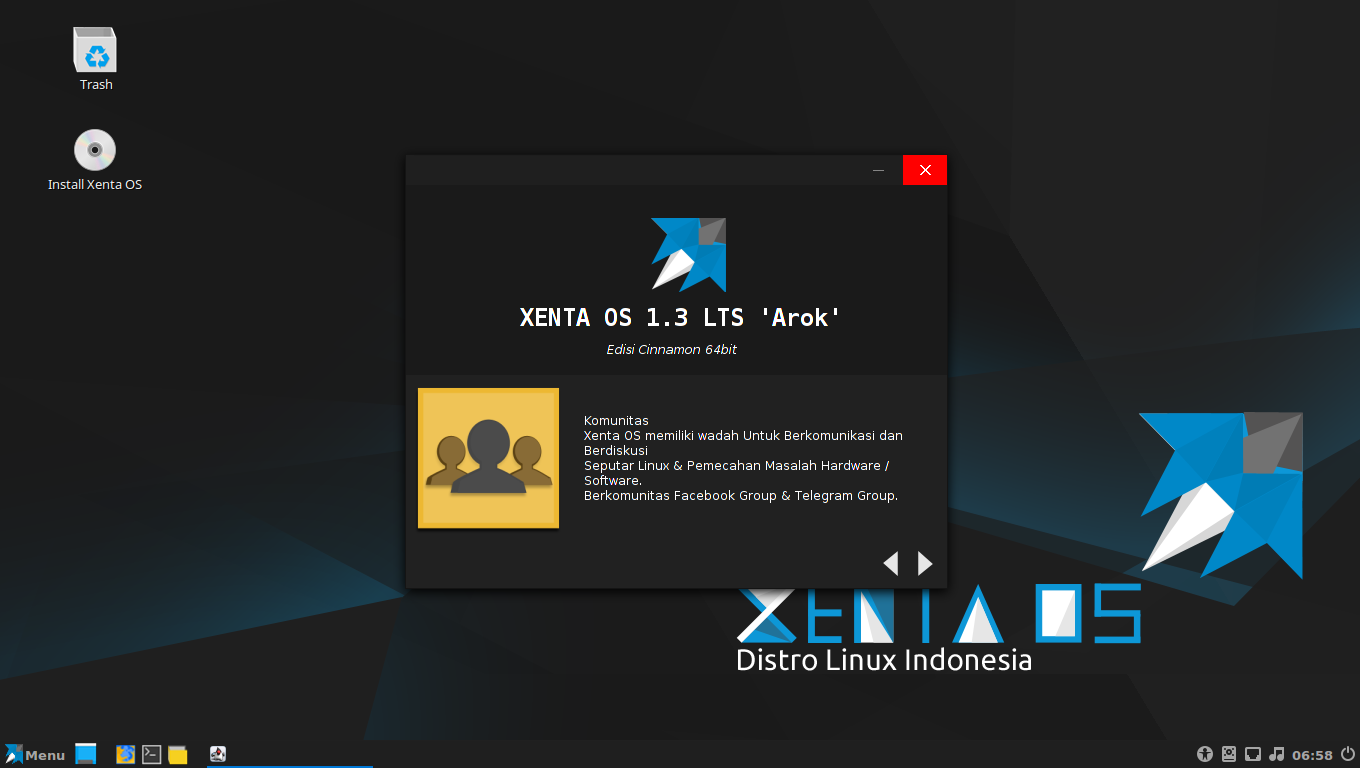 Trash
Install Xenta OS
XENTA OS 1.3 LTS 'Arok'
Edisi Cinnamon 64bit
Komunitas
Xenta OS memiliki wadah Untuk Berkomunikasi dan
Berdiskusi
Seputar Linux & Pemecahan Masalah Hardware /
Software.
Berkomunitas Facebook Group & Telegram Group.
XENTA OS
Distro Linux Indonesia
Menu
06:58